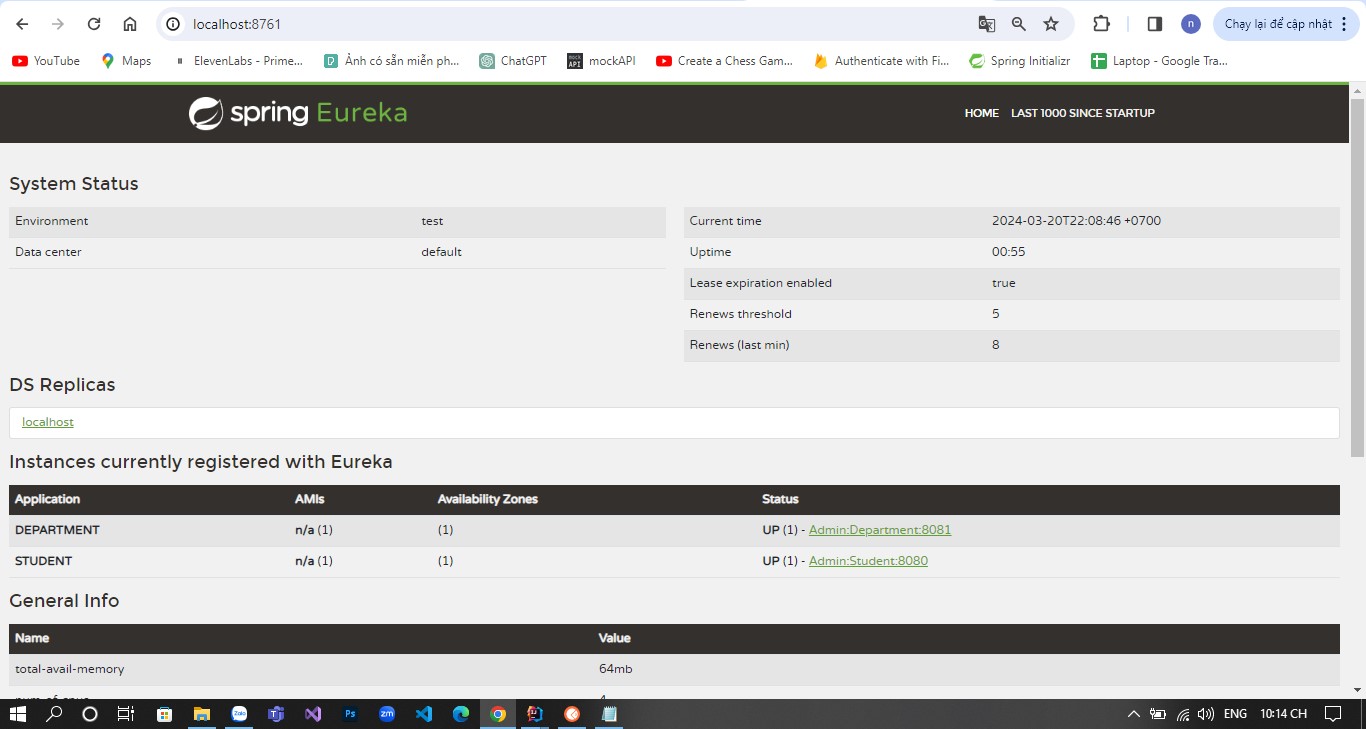 localhost:8761
Chạy lại để cập nhật
n
YouTube
Maps
ElevenLabs - Prime...
Ảnh có sẵn miễn ph...
ChatGPT
mockAPI
Create a Chess Gam...
Authenticate with Fi...
Spring Initializr
Laptop - Google Tra...
spring Eureka
HOME
LAST 1000 SINCE STARTUP
System Status
Environment test
Data center default
Current time 2024-03-20T22:08:46 +0700
Uptime 00:55
Lease expiration enabled true
Renews threshold 5
Renews (last min) 8
DS Replicas
localhost
Instances currently registered with Eureka
Application AMIs Availability Zones Status
DEPARTMENT n/a (1) (1) UP (1) - Admin:Department:8081
STUDENT n/a (1) (1) UP (1) - Admin:Student:8080
General Info
Name Value
total-avail-memory 64mb
ENG
10:14 CH